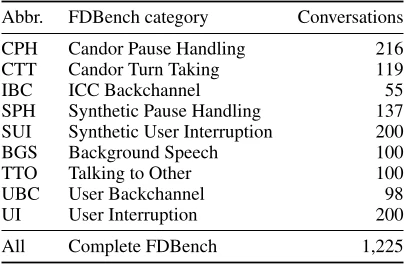 Abbr. FDBench category Conversations
CPH Candor Pause Handling 216
CTT Candor Turn Taking 119
IBC ICC Backchannel 55
SPH Synthetic Pause Handling 137
SUI Synthetic User Interruption 200
BGS Background Speech 100
TTO Talking to Other 100
UBC User Backchannel 98
UI User Interruption 200
All Complete FDBench 1,225